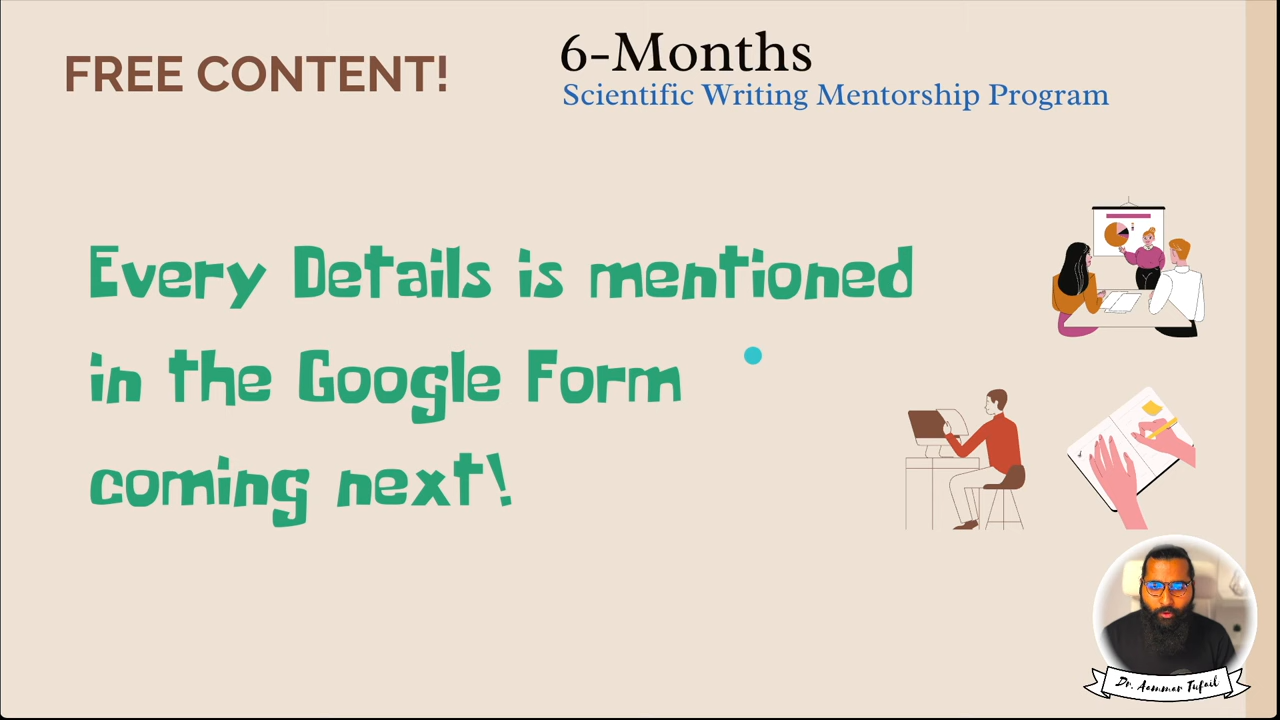 FREE CONTENT!
6-Months
Scientific Writing Mentorship Program
Every Details is mentioned
in the Google Form
coming next!
Dr. Aammar Tufail